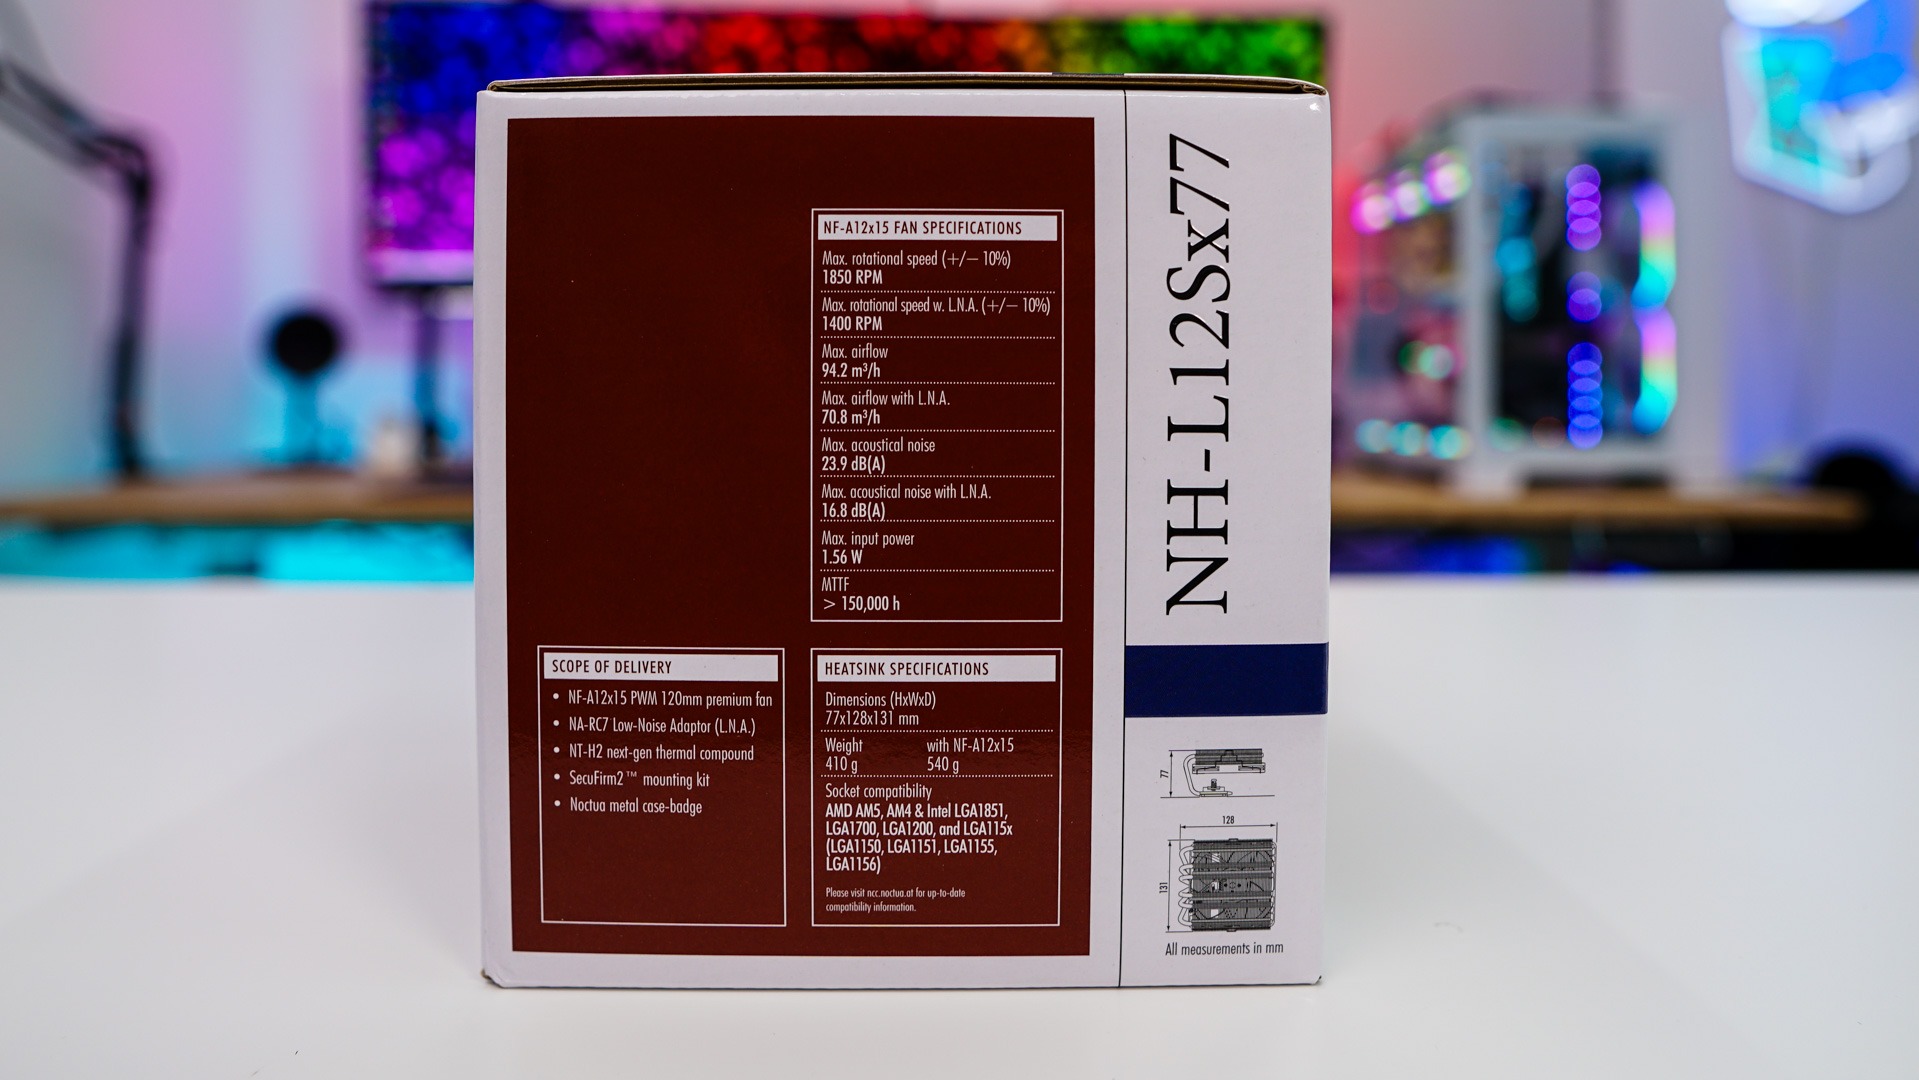 NF-A12x15 FAN SPECIFICATIONS
Max. rotational speed (+/− 10%)
1850 RPM
Max. rotational speed w. L.N.A. (+/− 10%)
1400 RPM
Max. airflow
94.2 m³/h
Max. airflow with L.N.A.
70.8 m³/h
Max. acoustical noise
23.9 dB(A)
Max. acoustical noise with L.N.A.
16.8 dB(A)
Max. input power
1.56 W
MTTF
> 150,000 h
SCOPE OF DELIVERY
• NF-A12x15 PWM 120mm premium fan
• NA-RC7 Low-Noise Adaptor (L.N.A.)
• NT-H2 next-gen thermal compound
• SecuFirm2™ mounting kit
• Noctua metal case-badge
HEATSINK SPECIFICATIONS
Dimensions (HxWxD)
77x128x131 mm
Weight with NF-A12x15
410 g 540 g
Socket compatibility
AMD AM5, AM4 & Intel LGA1851,
LGA1700, LGA1200, and LGA115x
(LGA1150, LGA1151, LGA1155,
LGA1156)
Please visit ncc.noctua.at for up-to-date
compatibility information.
NH-L12Sx77
77
128
131
All measurements in mm